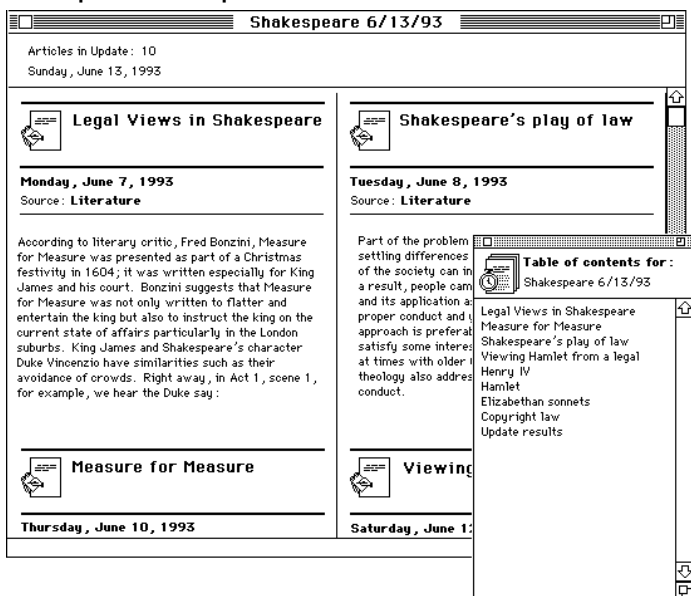 Shakespeare 6/13/93
Articles in Update: 10
Sunday, June 13, 1993
Legal Views in Shakespeare
Monday, June 7, 1993
Source: Literature
According to literary critic, Fred Bonzini, Measure
for Measure was presented as part of a Christmas
festivity in 1604; it was written especially for King
James and his court. Bonzini suggests that Measure
for Measure was not only written to flatter and
entertain the king but also to instruct the king on the
current state of affairs particularly in the London
suburbs. King James and Shakespeare's character
Duke Vincenzio have similarities such as their
avoidance of crowds. Right away, in Act 1, scene 1,
for example, we hear the Duke say:
Measure for Measure
Thursday, June 10, 1993
Shakespeare's play of law
Tuesday, June 8, 1993
Source: Literature
Part of the problem
settling differences
of the society can in
a result, people cam
and its application a
proper conduct and
approach is preferab
satisfy some interes
at times with older
theology also addres
conduct.
Viewing
Saturday, June 1
Table of contents for:
Shakespeare 6/13/93
Legal Views in Shakespeare
Measure for Measure
Shakespeare's play of law
Viewing Hamlet from a legal
Henry IV
Hamlet
Elizabethan sonnets
Copyright law
Update results